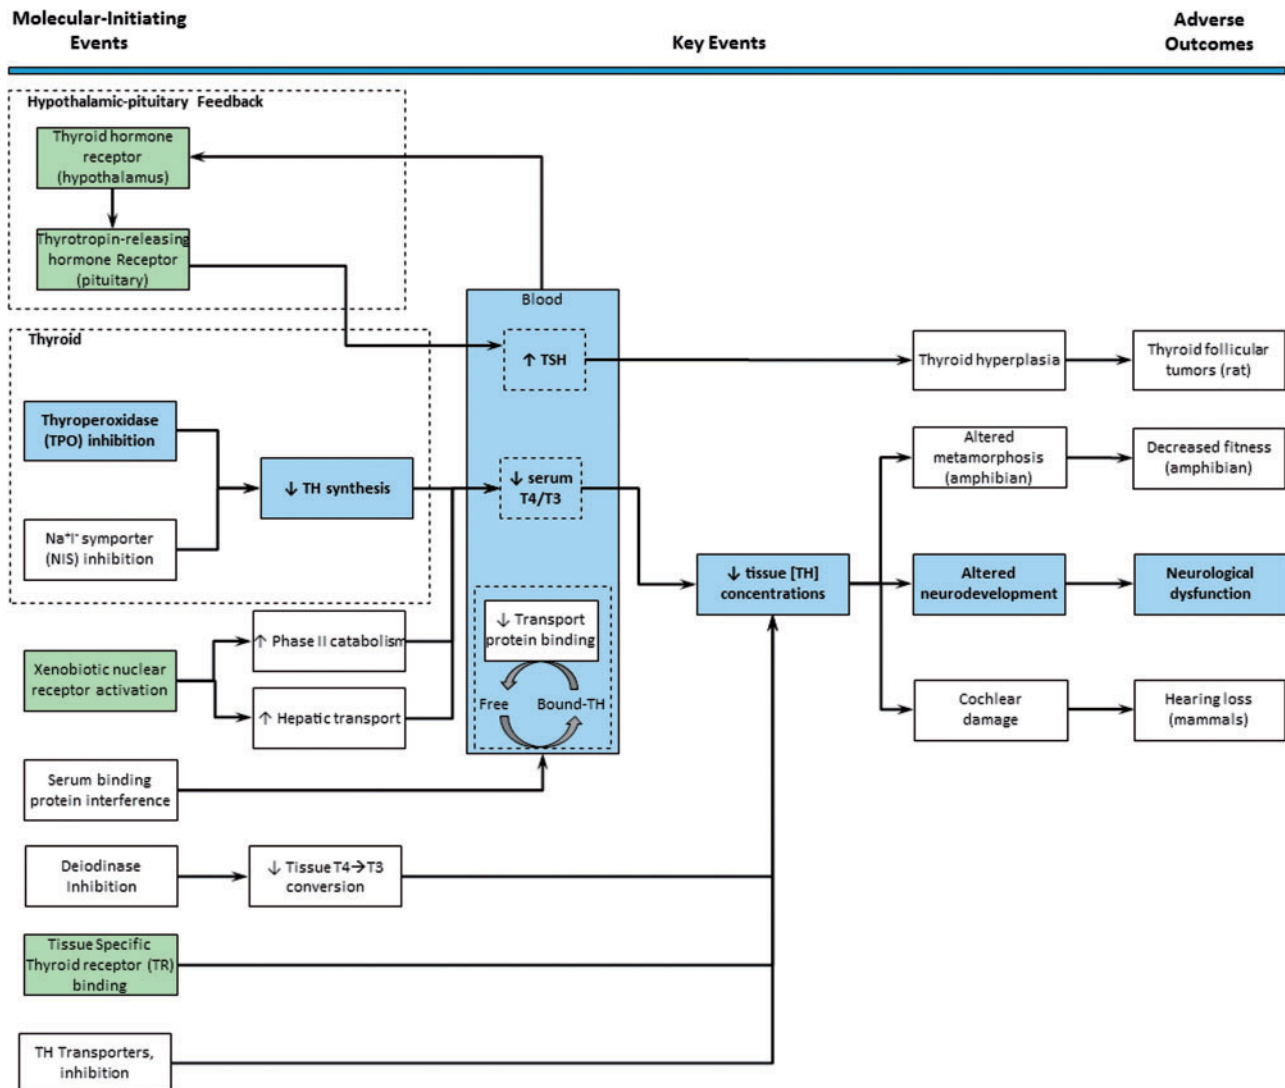 Molecular-Initiating
Events
Key Events
Adverse
Outcomes
Hypothalamic-pituitary Feedback
Thyroid hormone
receptor
(hypothalamus)
Thyrotropin-releasing
hormone Receptor
(pituitary)
Blood
↑ TSH
Thyroid hyperplasia
Thyroid follicular
tumors (rat)
Thyroid
Thyroperoxidase
(TPO) inhibition
Na⁺I⁻ symporter
(NIS) inhibition
↓ TH synthesis
↓ serum
T4/T3
Altered
metamorphosis
(amphibian)
Decreased fitness
(amphibian)
↓ tissue [TH]
concentrations
Altered
neurodevelopment
Neurological
dysfunction
Xenobiotic nuclear
receptor activation
↑ Phase II catabolism
↑ Hepatic transport
↓ Transport
protein binding
Free
Bound-TH
Cochlear
damage
Hearing loss
(mammals)
Serum binding
protein interference
Deiodinase
Inhibition
↓ Tissue T4→T3
conversion
Tissue Specific
Thyroid receptor (TR)
binding
TH Transporters,
inhibition